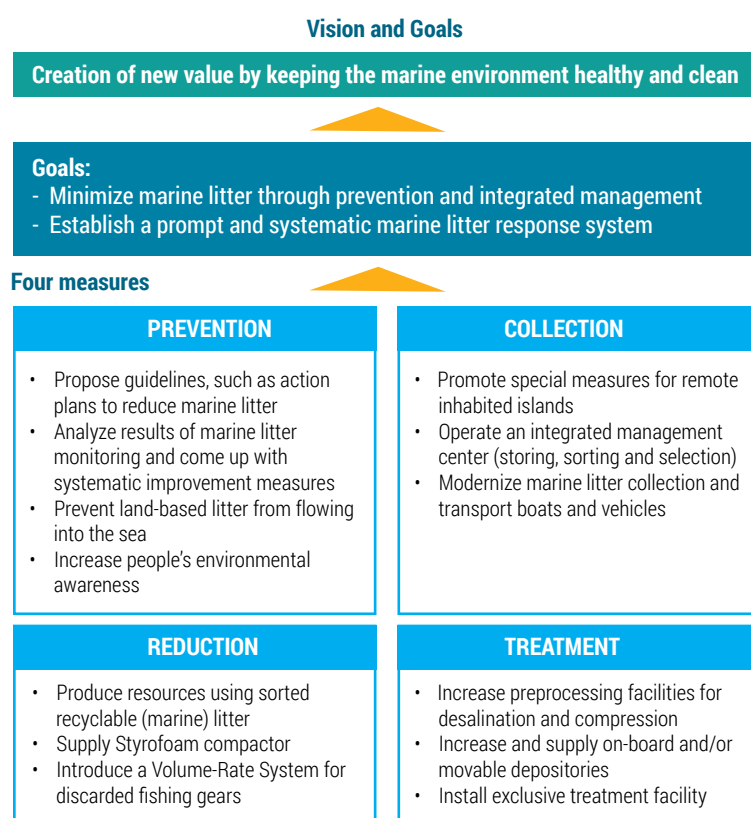 Vision and Goals
Creation of new value by keeping the marine environment healthy and clean
Goals:
- Minimize marine litter through prevention and integrated management
- Establish a prompt and systematic marine litter response system
Four measures
PREVENTION
• Propose guidelines, such as action
plans to reduce marine litter
• Analyze results of marine litter
monitoring and come up with
systematic improvement measures
• Prevent land-based litter from flowing
into the sea
• Increase people's environmental
awareness
COLLECTION
• Promote special measures for remote
inhabited islands
• Operate an integrated management
center (storing, sorting and selection)
• Modernize marine litter collection and
transport boats and vehicles
REDUCTION
• Produce resources using sorted
recyclable (marine) litter
• Supply Styrofoam compactor
• Introduce a Volume-Rate System for
discarded fishing gears
TREATMENT
• Increase preprocessing facilities for
desalination and compression
• Increase and supply on-board and/or
movable depositories
• Install exclusive treatment facility